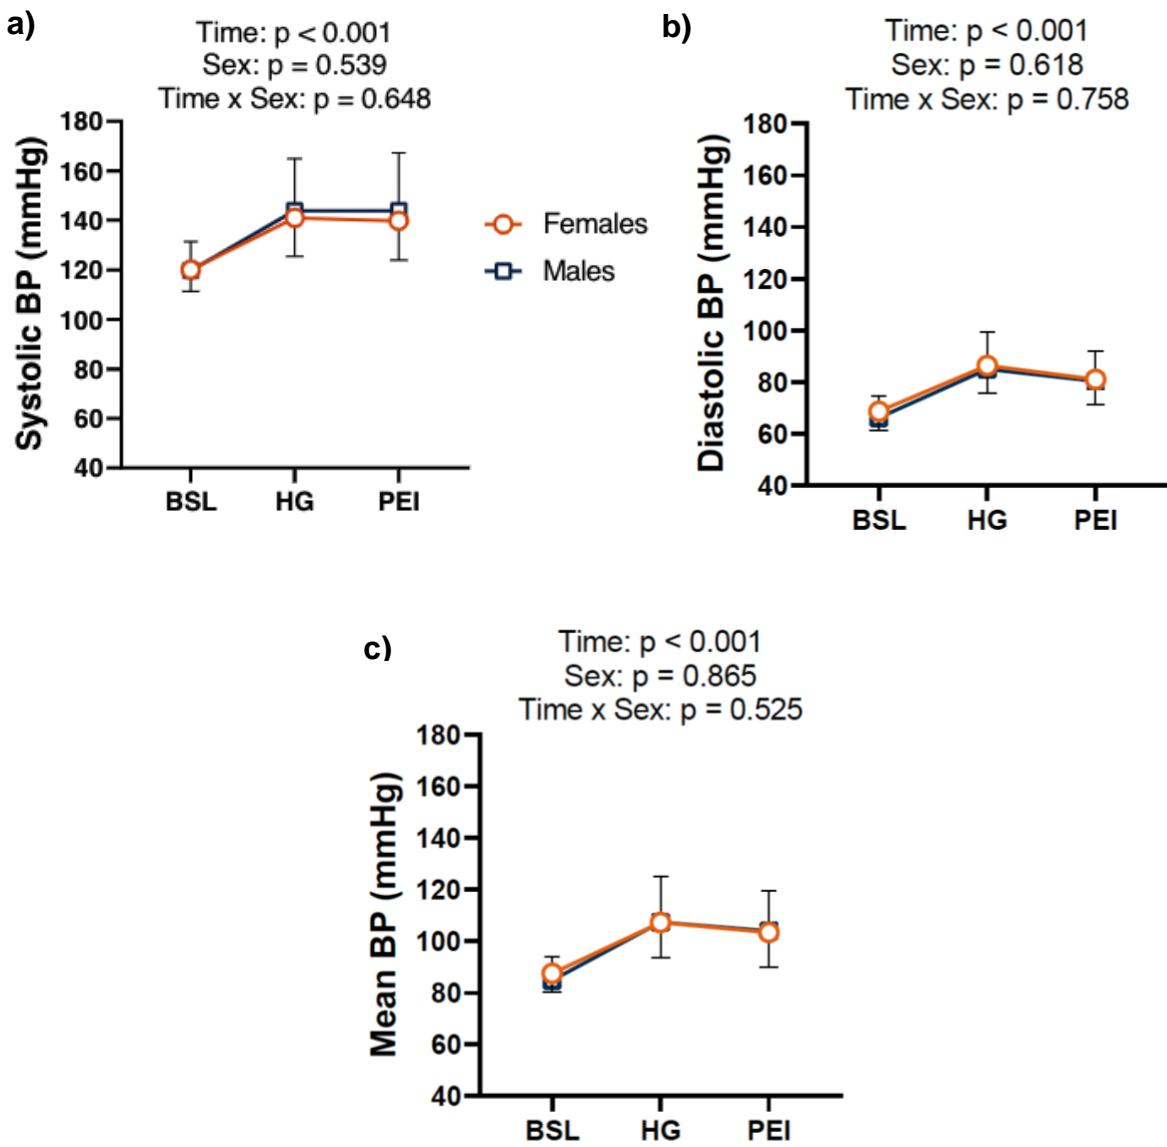 a)
Time: p < 0.001
Sex: p = 0.539
Time x Sex: p = 0.648
Systolic BP (mmHg)
180
160
140
120
100
80
60
40
BSL HG PEI
Females
Males
b)
Time: p < 0.001
Sex: p = 0.618
Time x Sex: p = 0.758
Diastolic BP (mmHg)
180
160
140
120
100
80
60
40
BSL HG PEI
c)
Time: p < 0.001
Sex: p = 0.865
Time x Sex: p = 0.525
Mean BP (mmHg)
180
160
140
120
100
80
60
40
BSL HG PEI